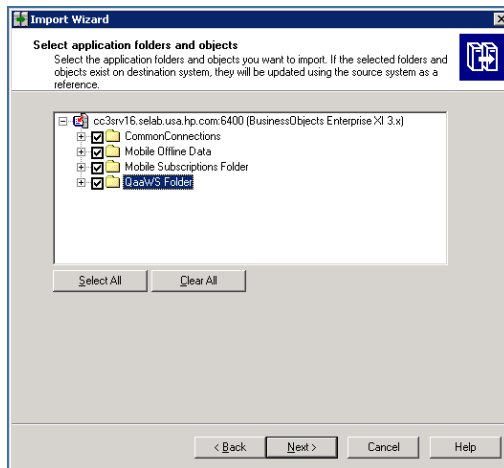 Import Wizard
Select application folders and objects
Select the application folders and objects you want to import. If the selected folders and
objects exist on destination system, they will be updated using the source system as a
reference.
cc3srv16.selab.usa.hp.com:6400 (BusinessObjects Enterprise XI 3.x)
CommonConnections
Mobile Offline Data
Mobile Subscriptions Folder
QaaWS Folder
Select All
Clear All
< Back
Next >
Cancel
Help